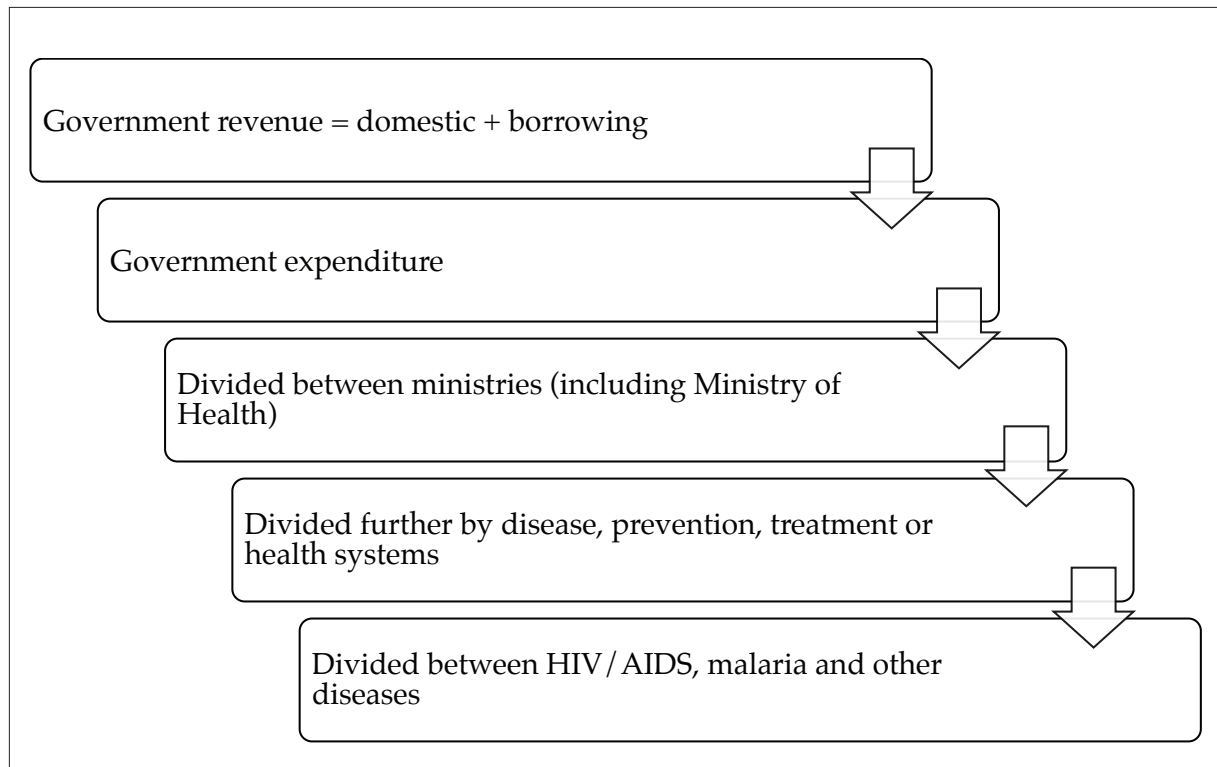 Government revenue = domestic + borrowing
Government expenditure
Divided between ministries (including Ministry of
Health)
Divided further by disease, prevention, treatment or
health systems
Divided between HIV/AIDS, malaria and other
diseases